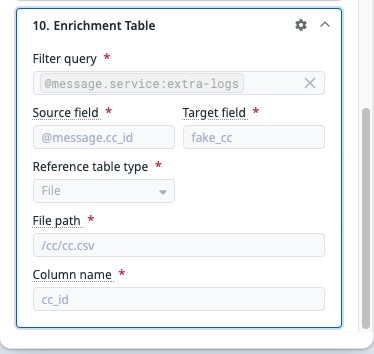 10. Enrichment Table
Filter query *
@message.service:extra-logs
Source field * Target field *
@message.cc_id fake_cc
Reference table type *
File
File path *
/cc/cc.csv
Column name *
cc_id